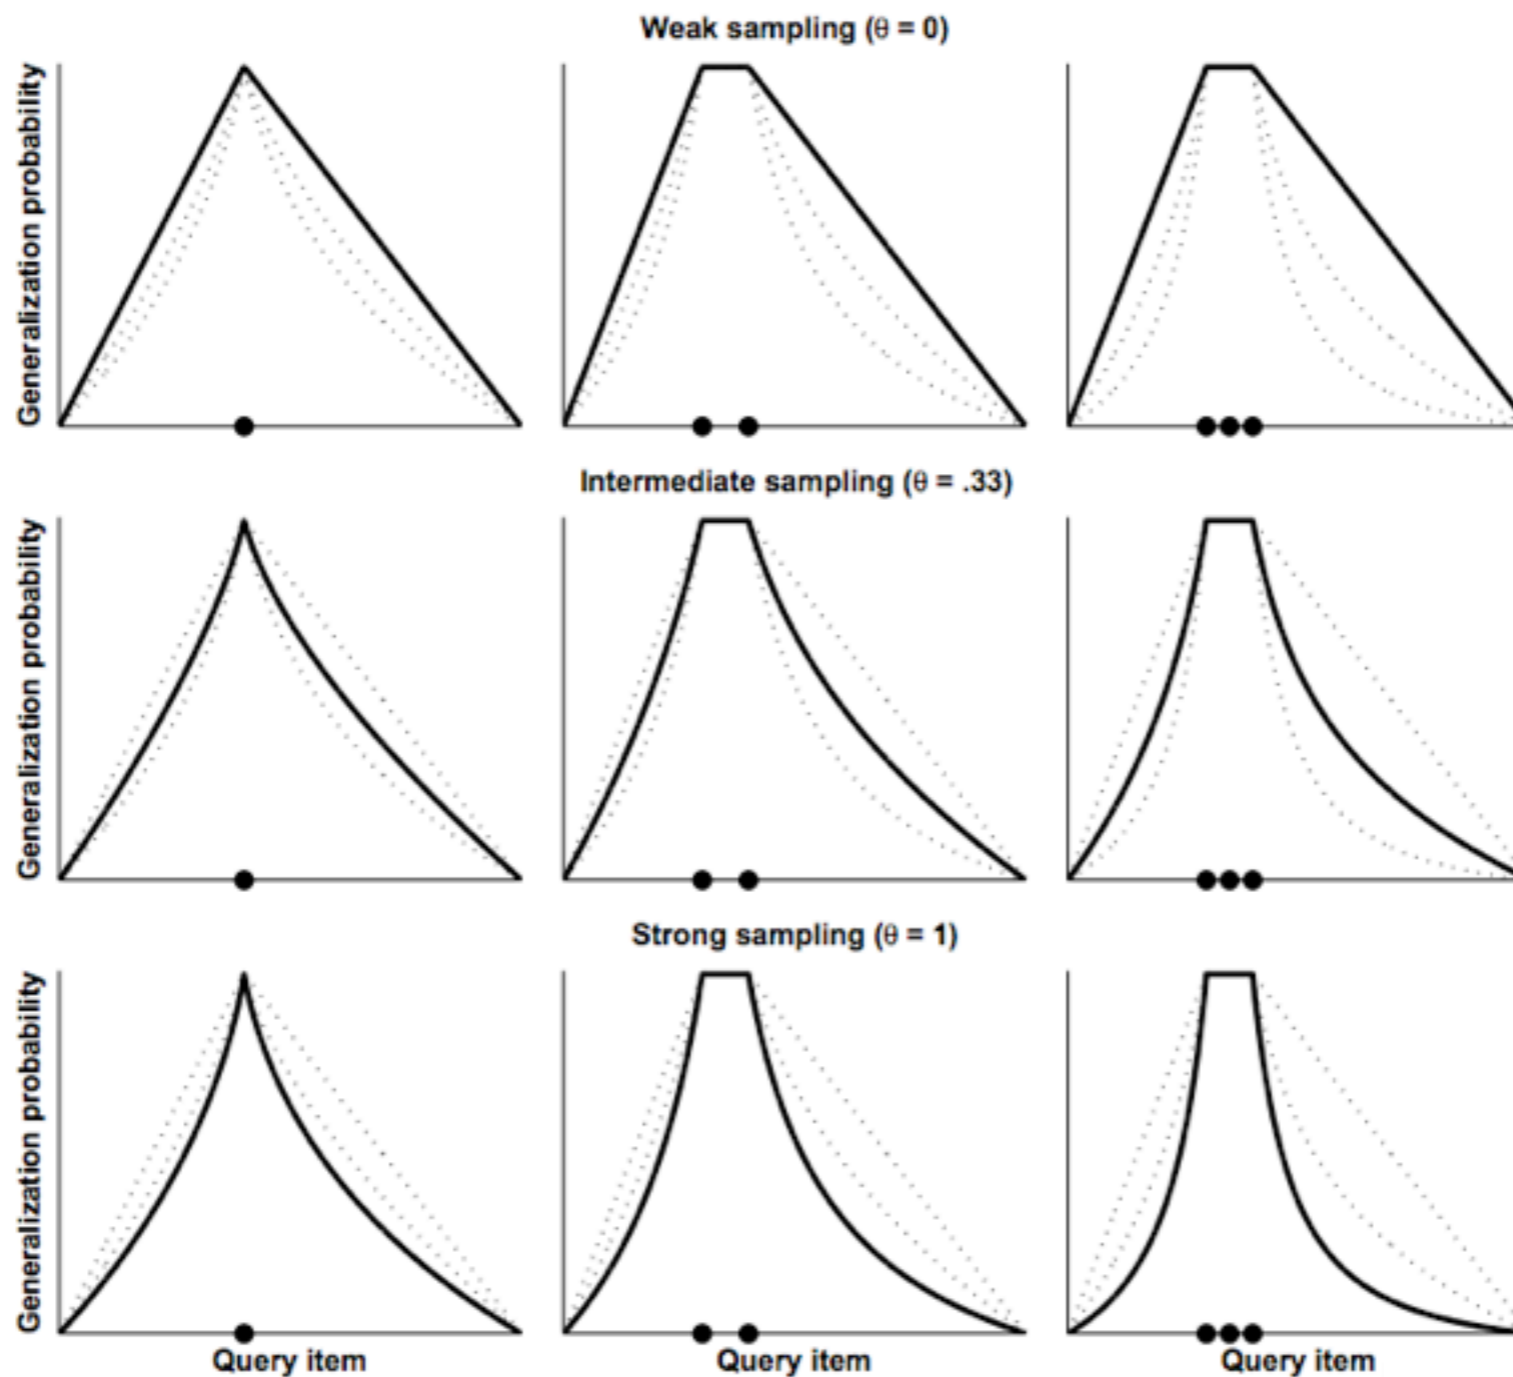 Weak sampling (θ = 0)
Generalization probability
Intermediate sampling (θ = .33)
Generalization probability
Strong sampling (θ = 1)
Generalization probability
Query item
Query item
Query item